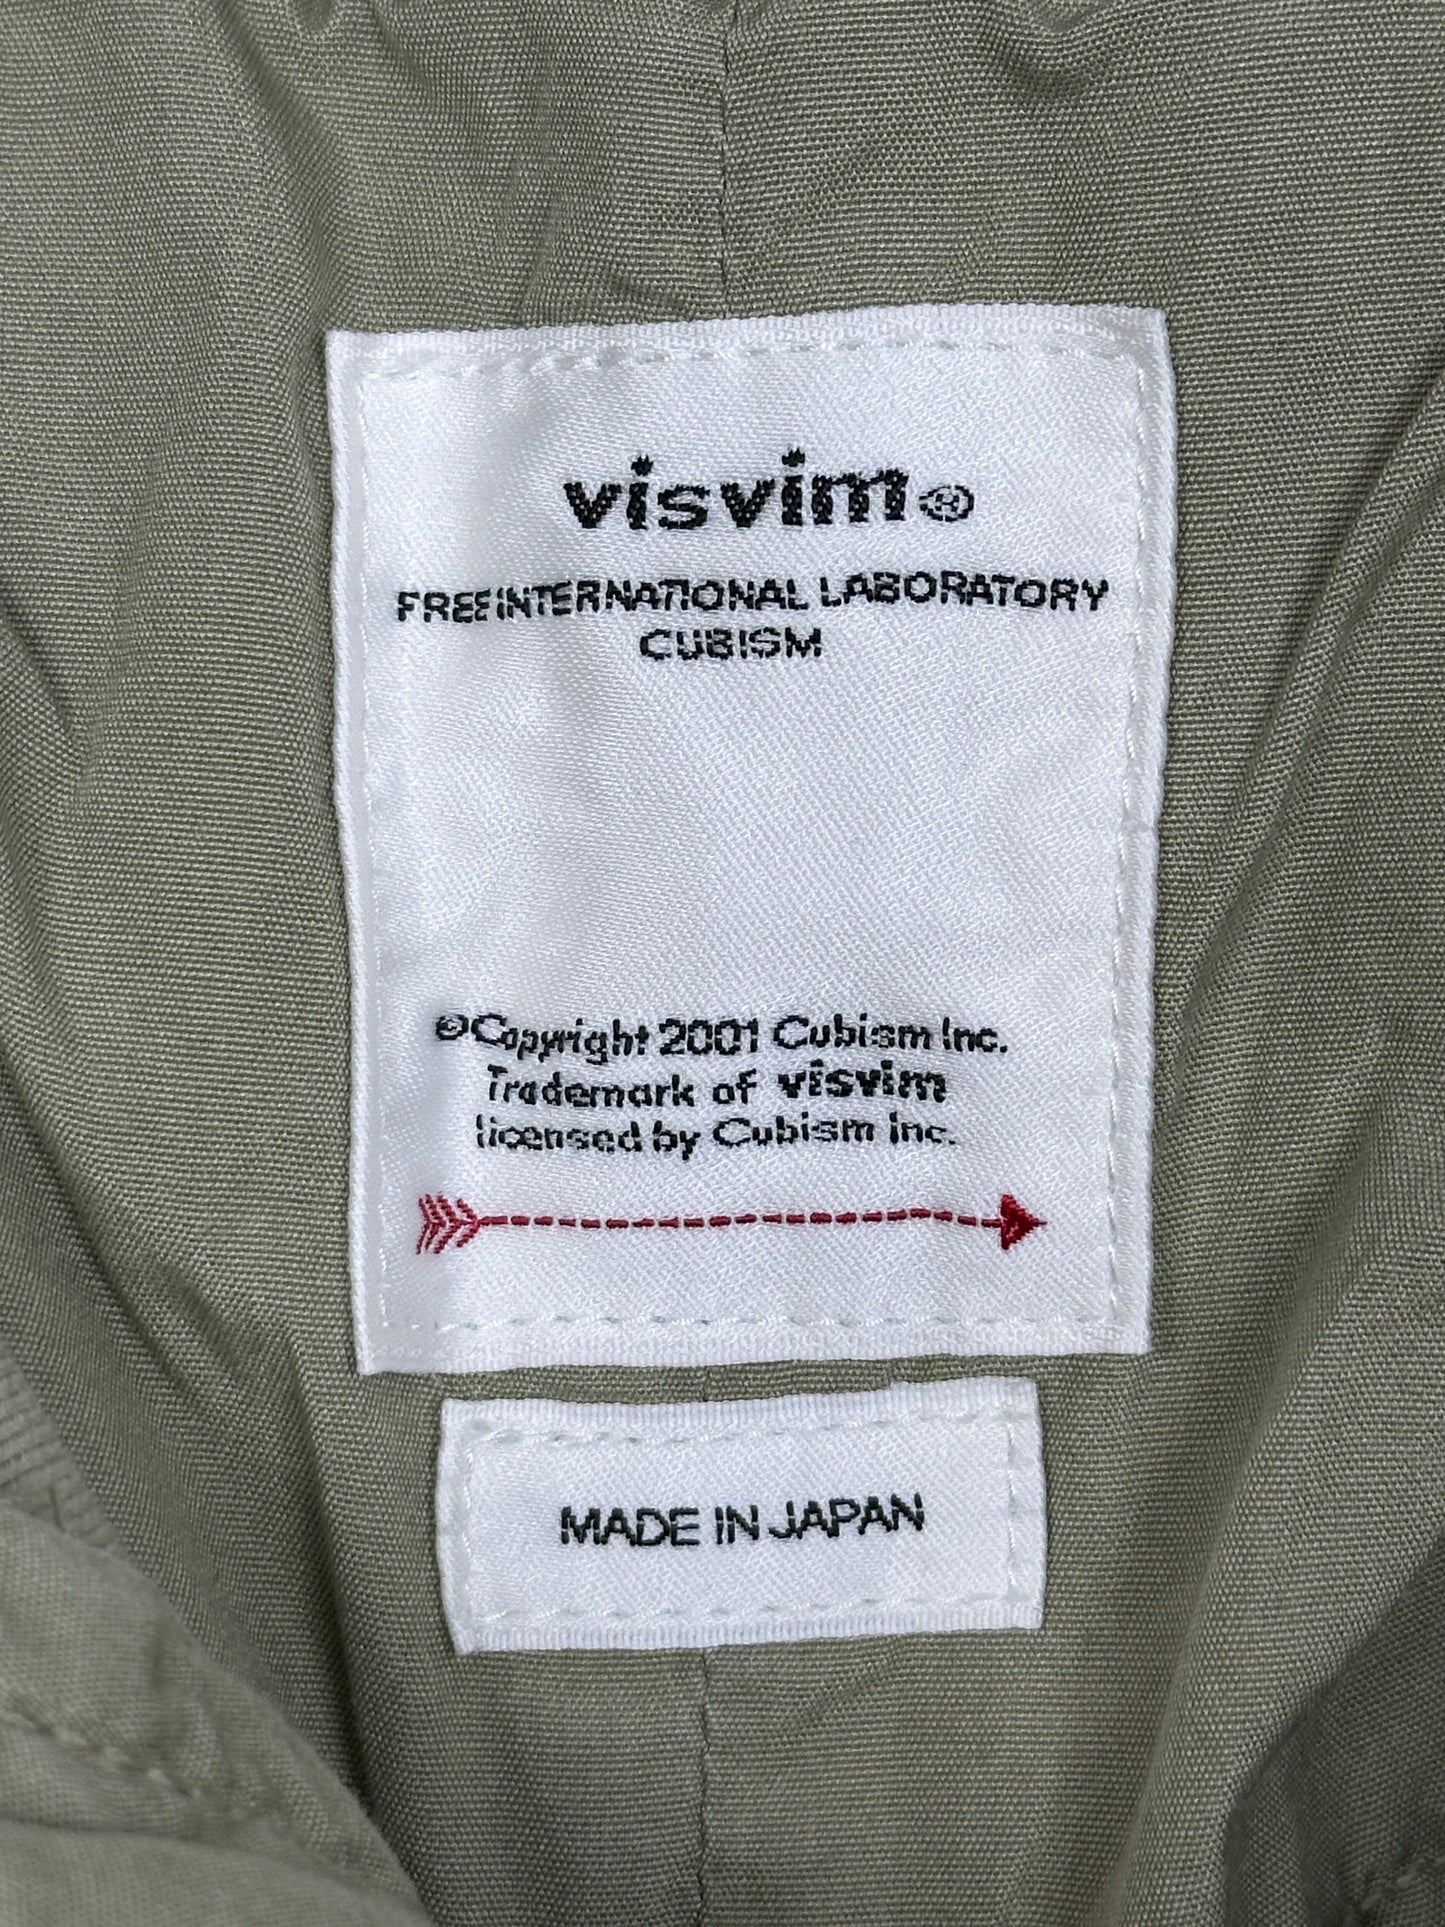 visvim®
FREE INTERNATIONAL LABORATORY
CUBISM
©Copyright 2001 Cubism Inc.
Trademark of visvim
licensed by Cubism Inc.
MADE IN JAPAN